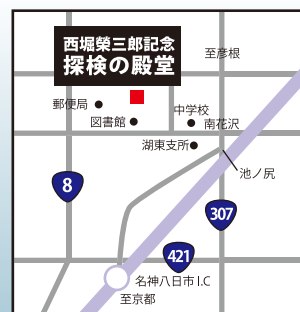 西堀榮三郎記念
探検の殿堂
至彦根
郵便局
中学校
図書館
南花沢
湖東支所
池ノ尻
8
307
421
名神八日市I.C
至京都